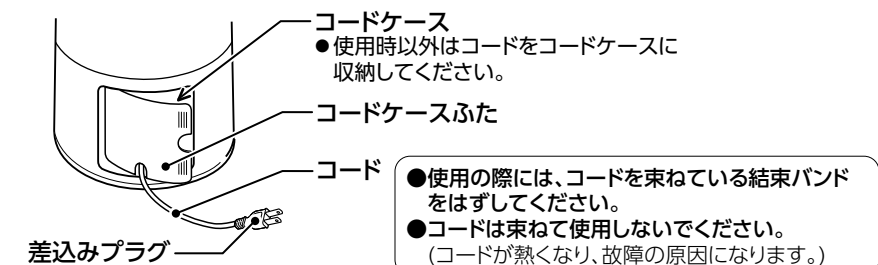 コードケース
●使用時以外はコードをコードケースに
収納してください。
コードケースふた
コード
●使用の際には、コードを束ねている結束バンド
をはずしてください。
●コードは束ねて使用しないでください。
(コードが熱くなり、故障の原因になります。)
差込みプラグ